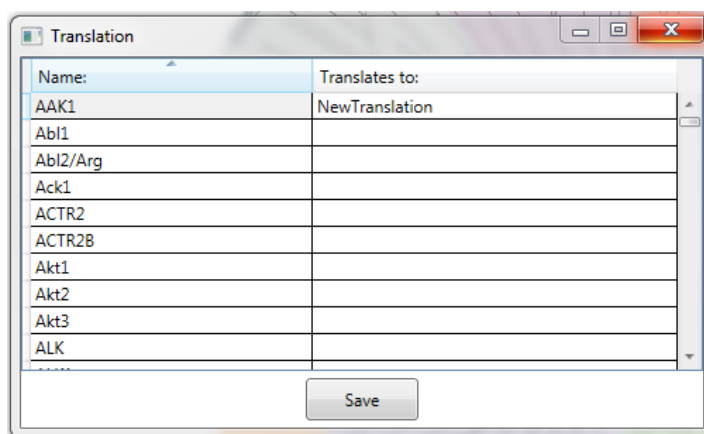 Translation
Name: Translates to:
AAK1 NewTranslation
Abl1
Abl2/Arg
Ack1
ACTR2
ACTR2B
Akt1
Akt2
Akt3
ALK
Save